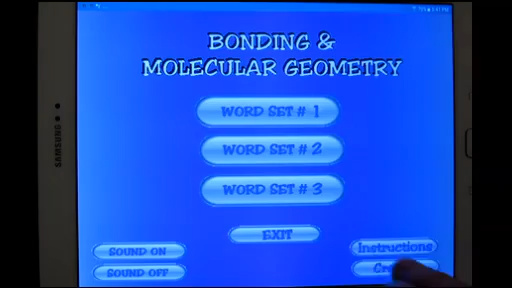 BONDING &
MOLECULAR GEOMETRY
WORD SET # 1
WORD SET # 2
WORD SET # 3
EXIT
SOUND ON
SOUND OFF
Instructions
SAMSUNG